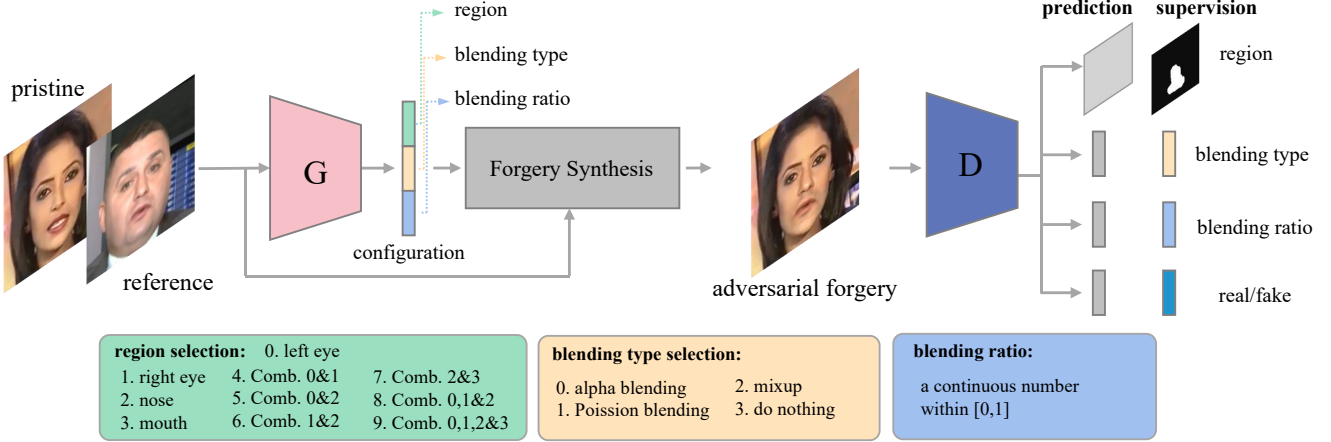 prediction supervision
region
blending type
blending ratio
pristine
reference
G
configuration
Forgery Synthesis
adversarial forgery
D
region
blending type
blending ratio
real/fake
region selection: 0. left eye
1. right eye 4. Comb. 0&1 7. Comb. 2&3
2. nose 5. Comb. 0&2 8. Comb. 0,1&2
3. mouth 6. Comb. 1&2 9. Comb. 0,1,2&3
blending type selection:
0. alpha blending 2. mixup
1. Poission blending 3. do nothing
blending ratio:
a continuous number
within [0,1]